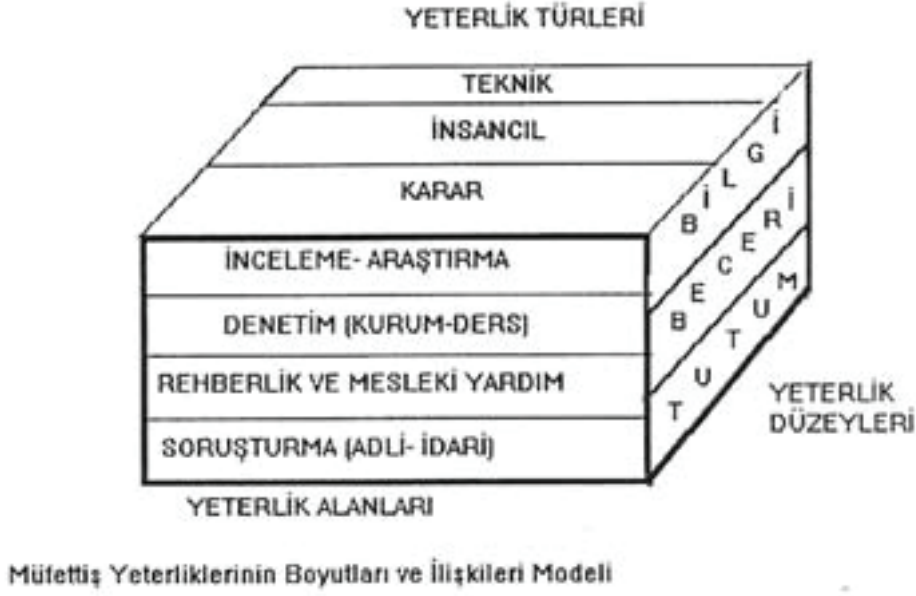 YETERLİK TÜRLERİ
TEKNİK
İNSANCIL
KARAR
BİLGİ
BECERİ
TUTUM
İNCELEME- ARAŞTIRMA
DENETİM (KURUM-DERS)
REHBERLİK VE MESLEKİ YARDIM
SORUŞTURMA (ADLİ- İDARİ)
YETERLİK
DÜZEYLERİ
YETERLİK ALANLARI
Müfettiş Yeterliklerinin Boyutları ve İlişkileri Modeli